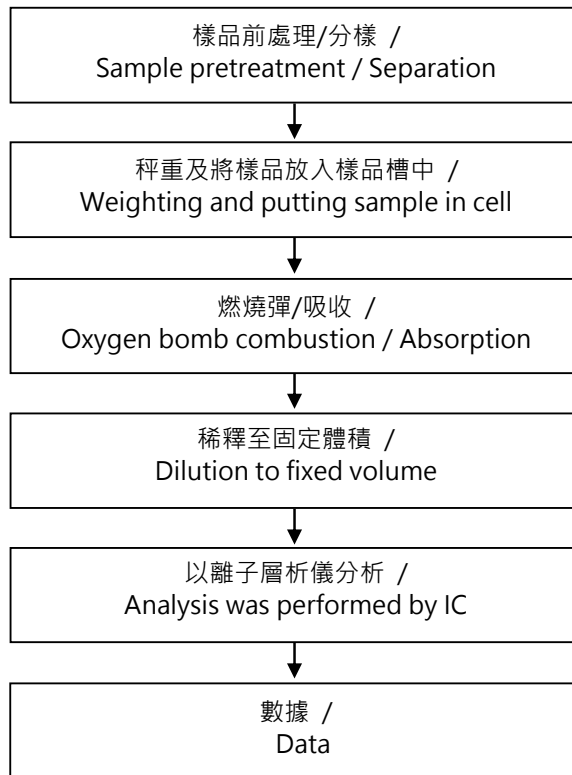 樣品前處理/分樣 /
Sample pretreatment / Separation
秤重及將樣品放入樣品槽中 /
Weighting and putting sample in cell
燃燒彈/吸收 /
Oxygen bomb combustion / Absorption
稀釋至固定體積 /
Dilution to fixed volume
以離子層析儀分析 /
Analysis was performed by IC
數據 /
Data